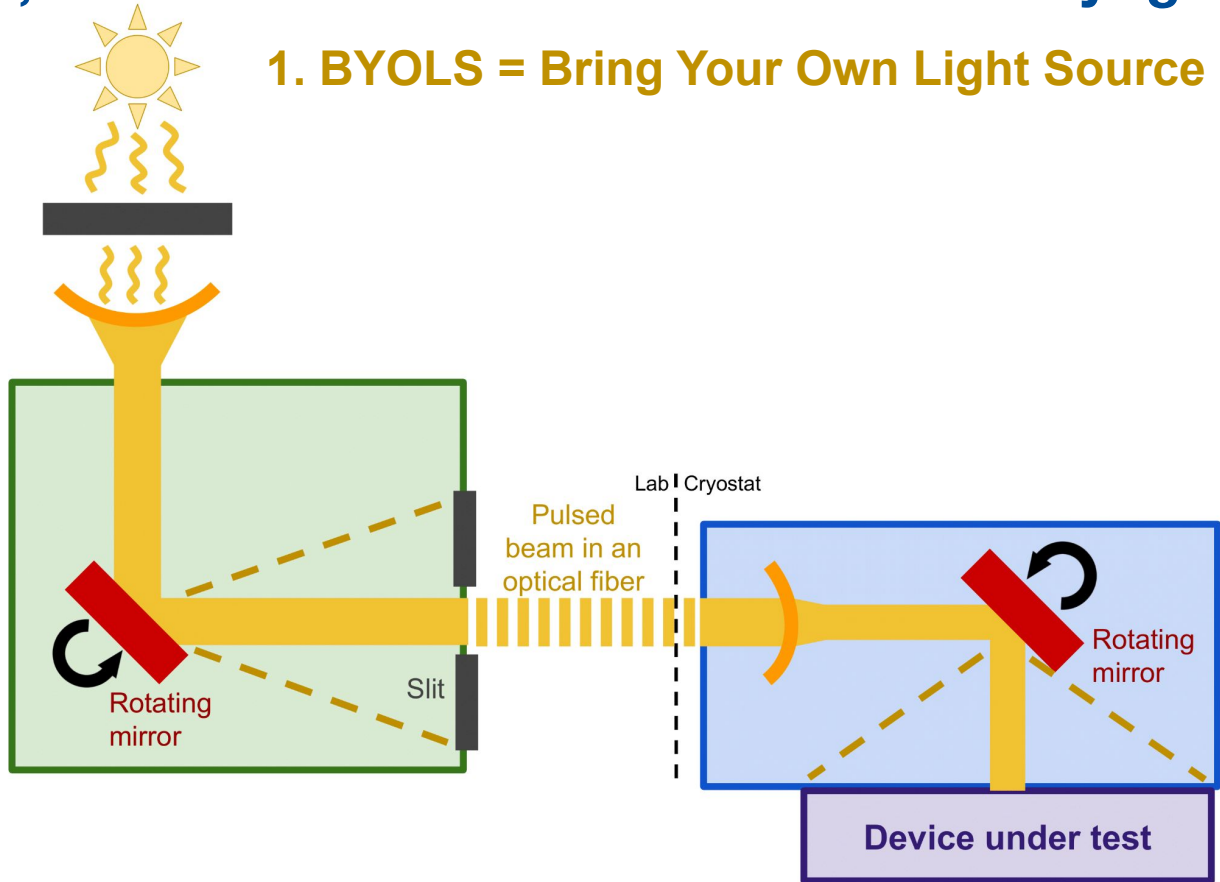 1. BYOLS = Bring Your Own Light Source
Lab
Cryostat
Pulsed
beam in an
optical fiber
Rotating
mirror
Slit
Rotating
mirror
Device under test